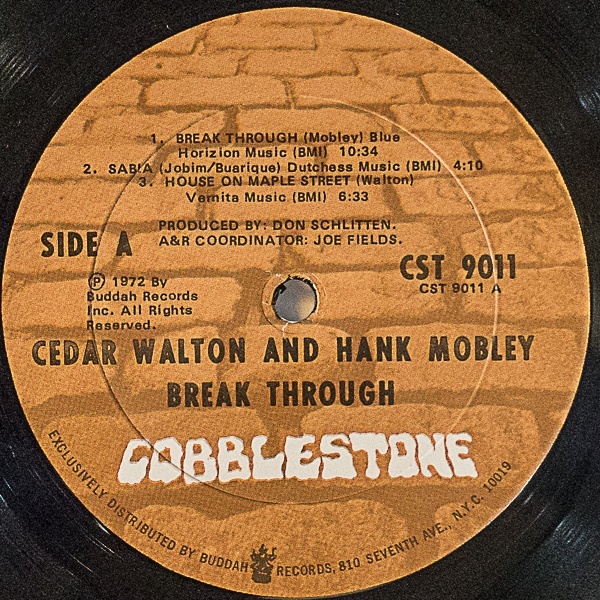 1. BREAK THROUGH (Mobley) Blue
Horizion Music (BMI) 10:34
2. SABIA (Jobim/Buarique) Dutchess Music (BMI) 4:10
3. HOUSE ON MAPLE STREET (Walton)
Vernita Music (BMI) 6:33
PRODUCED BY: DON SCHLITTEN.
A&R COORDINATOR: JOE FIELDS.
SIDE A
CST 9011
CST 9011 A
Ⓟ 1972 By
Buddah Records
Inc. All Rights
Reserved.
CEDAR WALTON AND HANK MOBLEY
BREAK THROUGH
COBBLESTONE
EXCLUSIVELY DISTRIBUTED BY BUDDAH RECORDS, 810 SEVENTH AVE., N.Y.C. 10019